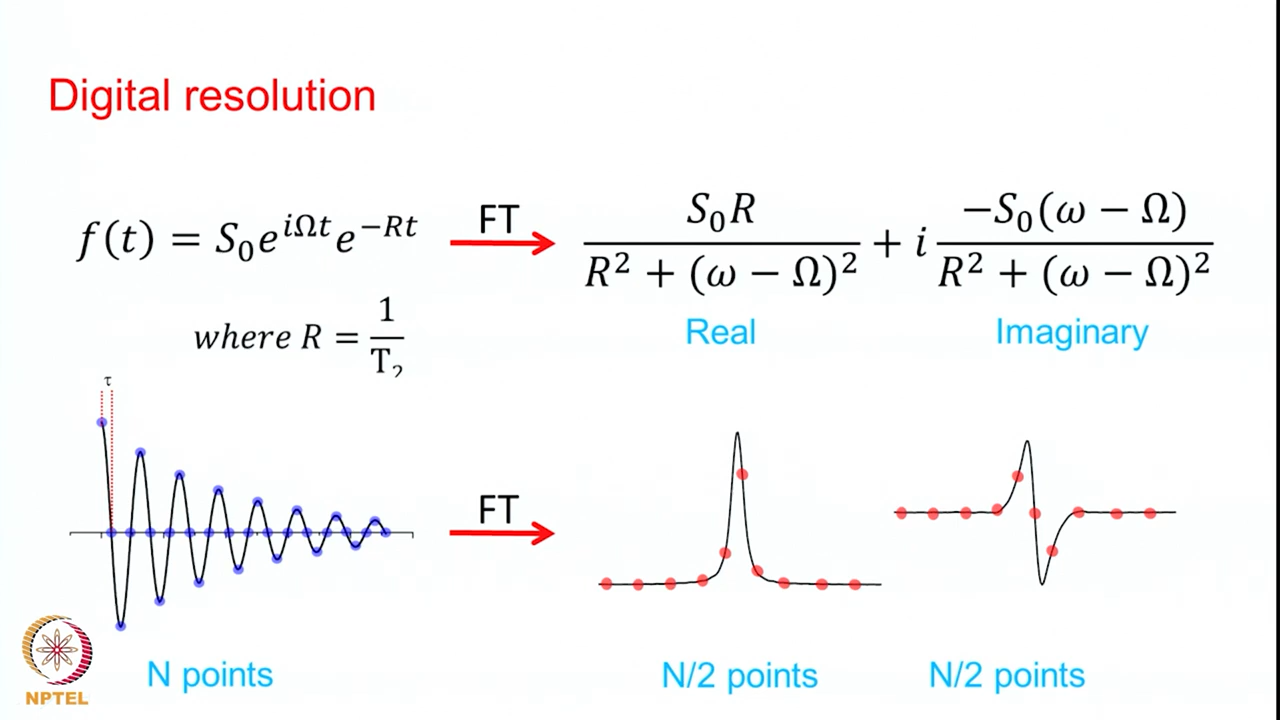 Digital resolution
f(t) = S₀e^{iΩt}e^{−Rt}
FT
S₀R / (R² + (ω − Ω)²) + i −S₀(ω − Ω) / (R² + (ω − Ω)²)
where R = 1/T₂
Real
Imaginary
τ
FT
N points
N/2 points
N/2 points
NPTEL